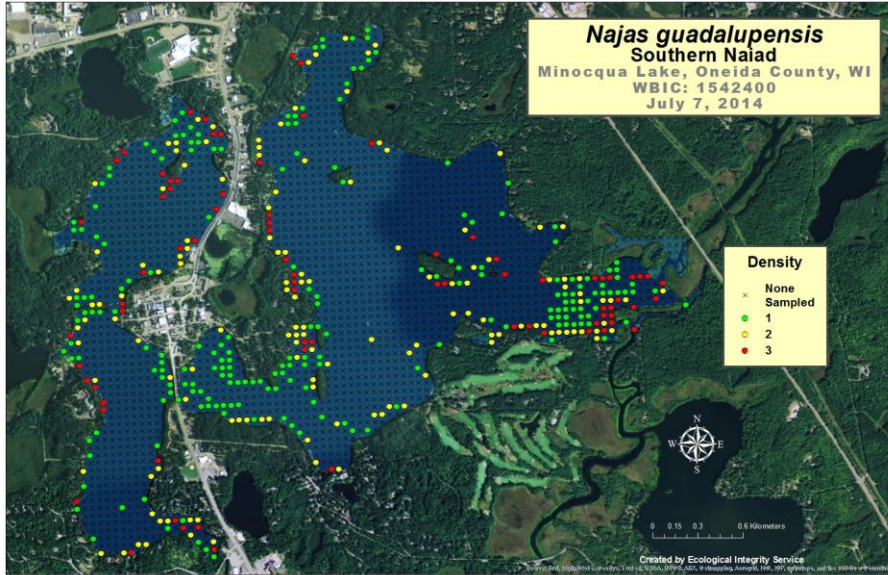 Najas guadalupensis
Southern Naiad
Minocqua Lake, Oneida County, WI
WBIC: 1542400
July 7, 2014
Density
None
Sampled
1
2
3
N
W E
S
0 0.15 0.3 0.6 Kilometers
Created by Ecological Integrity Service